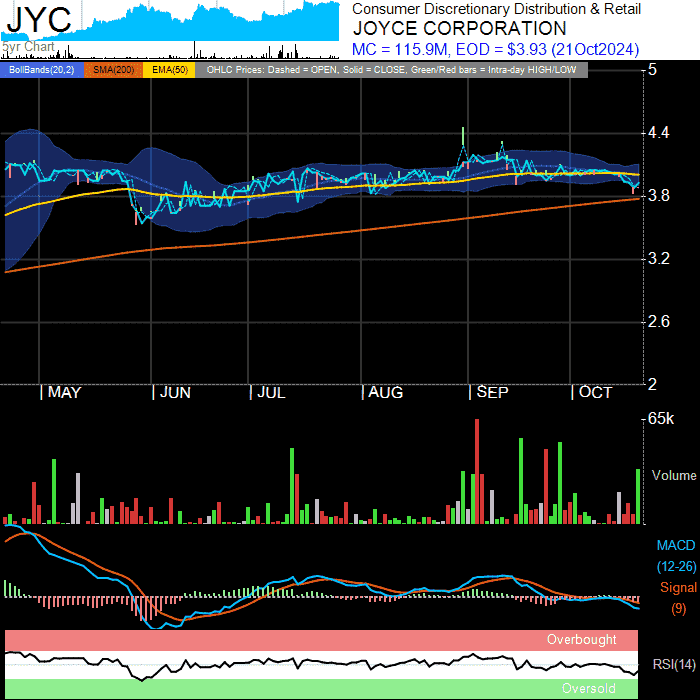 JYC
5yr Chart
Consumer Discretionary Distribution & Retail
JOYCE CORPORATION
MC = 115.9M, EOD = $3.93 (21Oct2024)
BollBands(20,2) SMA(200) EMA(50) OHLC Prices: Dashed = OPEN, Solid = CLOSE, Green/Red bars = Intra-day HIGH/LOW
5
4.4
3.8
3.2
2.6
2
MAY JUN JUL AUG SEP OCT
65k
Volume
MACD
(12-26)
Signal
(9)
Overbought
RSI(14)
Oversold